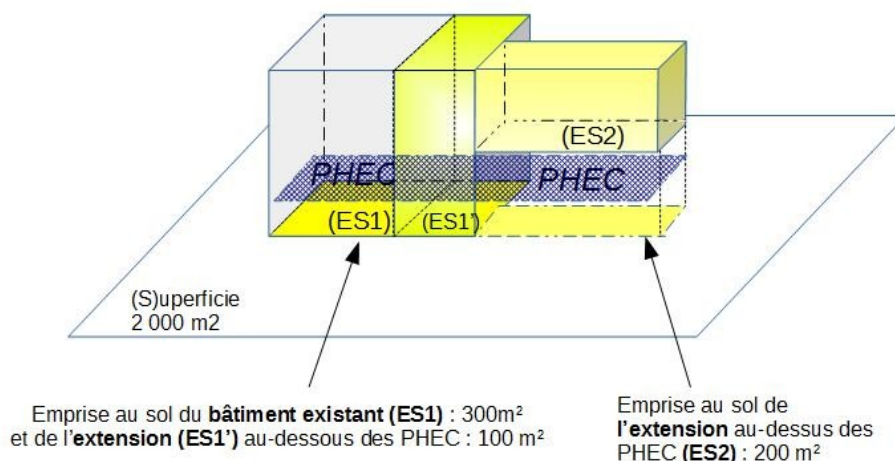 (ES2)
PHEC
PHEC
(ES1)
(ES1')
(S)uperficie
2 000 m2
Emprise au sol du bâtiment existant (ES1) : 300m²
et de l'extension (ES1') au-dessous des PHEC : 100 m²
Emprise au sol de
l'extension au-dessus des
PHEC (ES2) : 200 m²